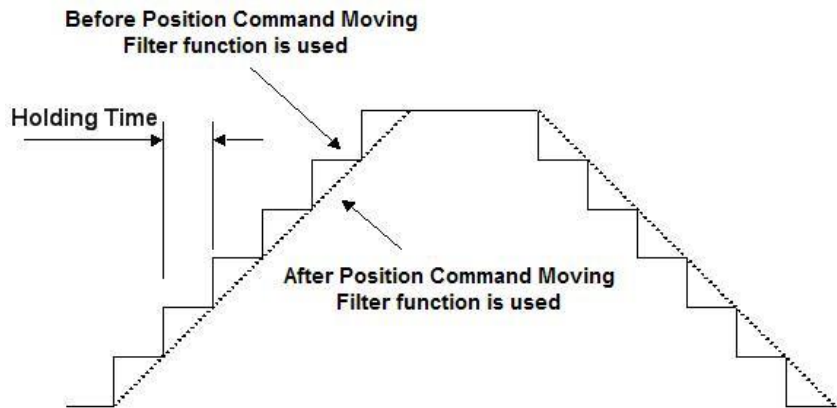 Before Position Command Moving
Filter function is used
Holding Time
After Position Command Moving
Filter function is used